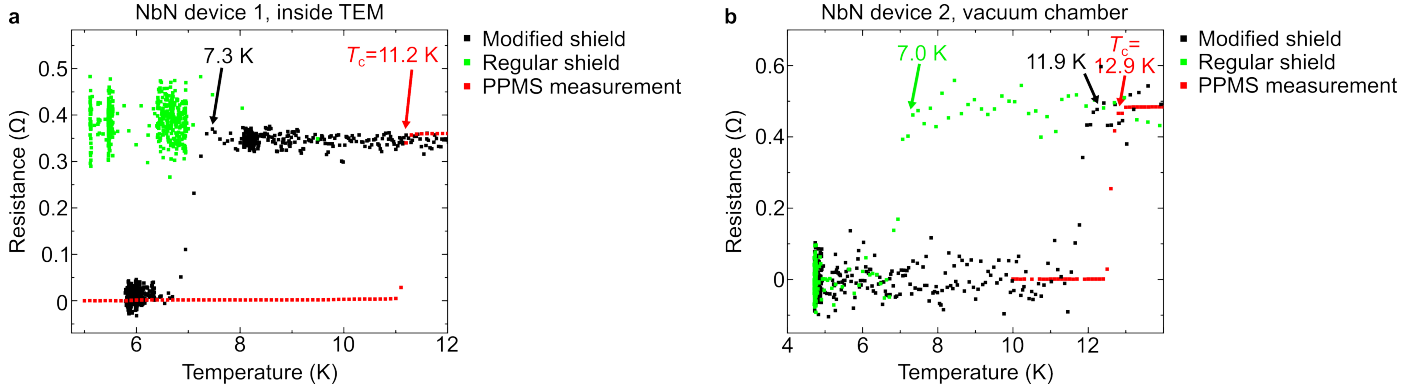 a
NbN device 1, inside TEM
7.3 K
Tc=11.2 K
Modified shield
Regular shield
PPMS measurement
0.5
0.4
0.3
0.2
0.1
0
Resistance (Ω)
6
8
10
12
Temperature (K)
b
NbN device 2, vacuum chamber
7.0 K
11.9 K
Tc=
12.9 K
Modified shield
Regular shield
PPMS measurement
0.6
0.4
0.2
0
Resistance (Ω)
4
6
8
10
12
Temperature (K)